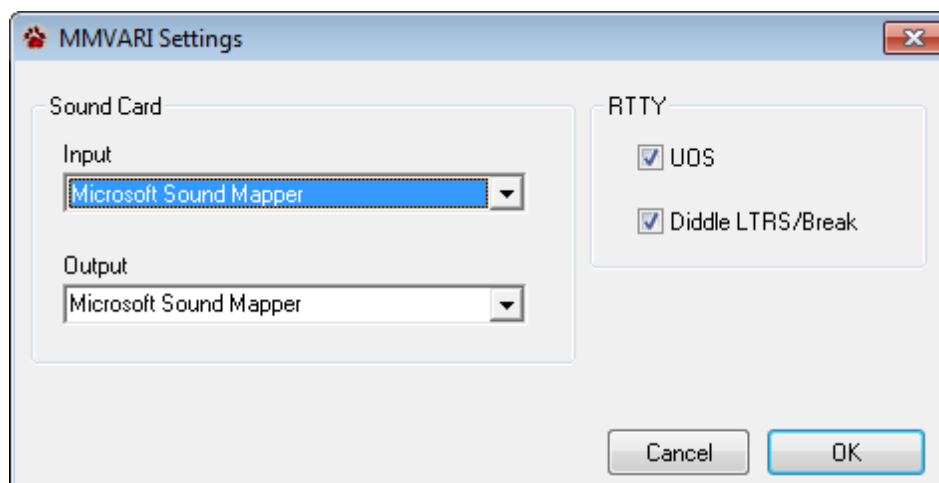 MMVARI Settings
Sound Card
Input
Microsoft Sound Mapper
Output
Microsoft Sound Mapper
RTTY
UOS
Diddle LTRS/Break
Cancel
OK